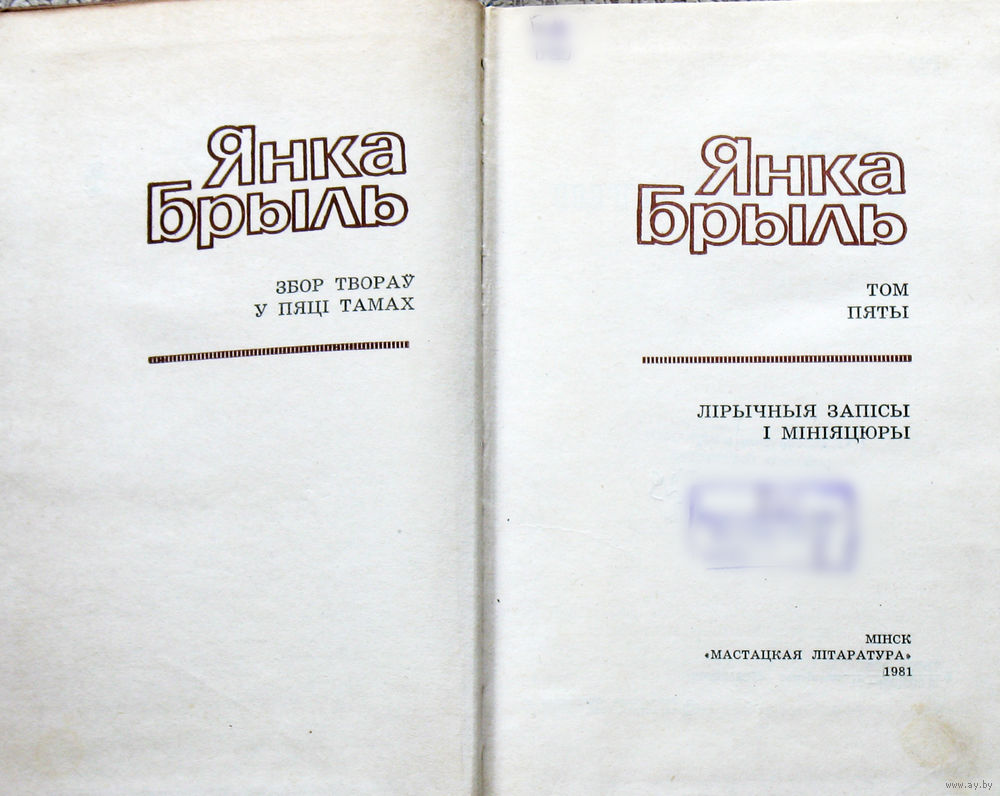 Янка
Брыль
ЗБОР ТВОРАЎ
У ПЯЦІ ТАМАХ
Янка
Брыль
ТОМ
ПЯТЫ
ЛІРЫЧНЫЯ ЗАПІСЫ
І МІНІЯЦЮРЫ
МІНСК
«МАСТАЦКАЯ ЛІТАРАТУРА»
1981
www.ay.by